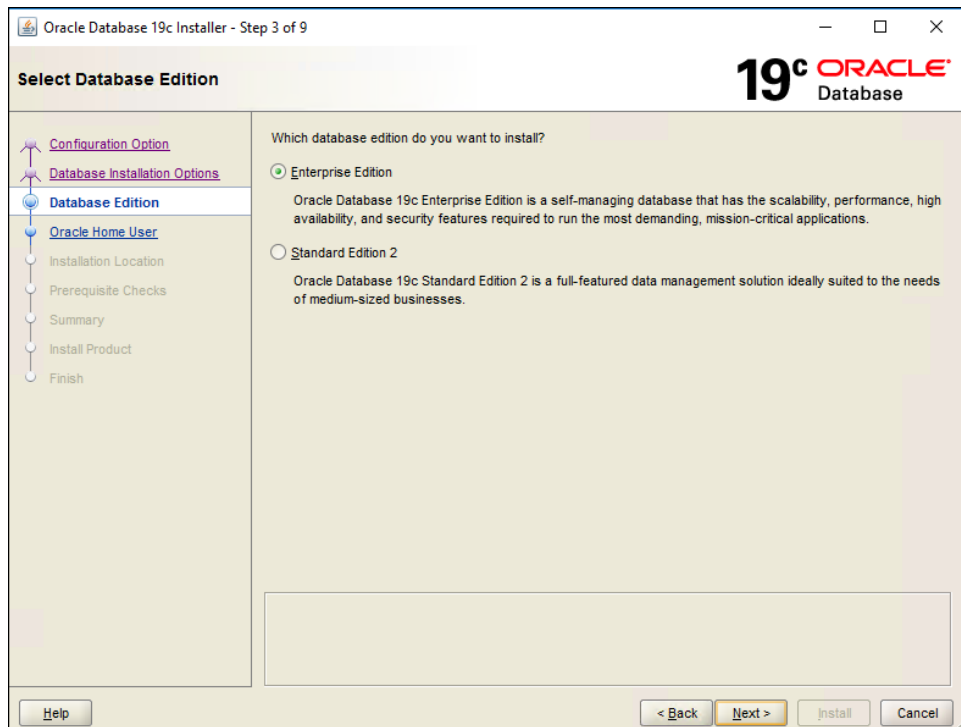 Oracle Database 19c Installer - Step 3 of 9
Select Database Edition
19c ORACLE
Database
Configuration Option
Database Installation Options
Database Edition
Oracle Home User
Installation Location
Prerequisite Checks
Summary
Install Product
Finish
Which database edition do you want to install?
Enterprise Edition
Oracle Database 19c Enterprise Edition is a self-managing database that has the scalability, performance, high
availability, and security features required to run the most demanding, mission-critical applications.
Standard Edition 2
Oracle Database 19c Standard Edition 2 is a full-featured data management solution ideally suited to the needs
of medium-sized businesses.
Help
< Back
Next >
Install
Cancel